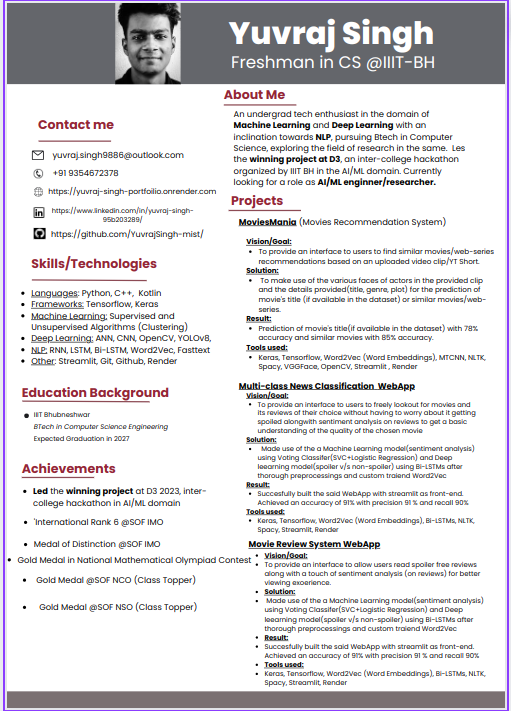 Yuvraj Singh
Freshman in CS @IIIT-BH
Contact me
yuvraj.singh9886@outlook.com
+91 9354672378
https://yuvraj-singh-portfolio.onrender.com
https://www.linkedin.com/in/yuvraj-singh-
95b203289/
https://github.com/YuvrajSingh-mist/
Skills/Technologies
• Languages: Python, C++, Kotlin
• Frameworks: Tensorflow, Keras
• Machine Learning: Supervised and
Unsupervised Algorithms (Clustering)
• Deep Learning: ANN, CNN, OpenCV, YOLOv8,
• NLP: RNN, LSTM, Bi-LSTM, Word2Vec, Fasttext
• Other: Streamlit, Git, Github, Render
Education Background
• IIIT Bhubneshwar
BTech in Computer Science Engineering
Expected Graduation in 2027
Achievements
• Led the winning project at D3 2023, inter-
college hackathon in AI/ML domain
• 'International Rank 6 @SOF IMO
• Medal of Distinction @SOF IMO
• Gold Medal in National Mathematical Olympiad Contest
• Gold Medal @SOF NCO (Class Topper)
• Gold Medal @SOF NSO (Class Topper)
About Me
An undergrad tech enthusiast in the domain of
Machine Learning and Deep Learning with an
inclination towards NLP, pursuing Btech in Computer
Science, exploring the field of research in the same. Les
the winning project at D3, an inter-college hackathon
organized by IIIT BH in the AI/ML domain. Currently
looking for a role as AI/ML enginner/researcher.
Projects
MoviesMania (Movies Recommendation System)
Vision/Goal:
• To provide an interface to users to find similar movies/web-series
recommendations based on an uploaded video clip/YT Short.
Solution:
• To make use of the various faces of actors in the provided clip
and the details provided(title, genre, plot) for the prediction of
movie's title (if available in the dataset) or similar movies/web-
series.
Result:
• Prediction of movie's title(if available in the dataset) with 78%
accuracy and similar movies with 85% accuracy.
Tools used:
• Keras, Tensorflow, Word2Vec (Word Embeddings), MTCNN, NLTK,
Spacy, VGGFace, OpenCV, Streamlit , Render
Multi-class News Classification WebApp
Vision/Goal:
• To provide an interface to users to freely lookout for movies and
its reviews of their choice without having to worry about it getting
spoiled alongwith sentiment analysis on reviews to get a basic
understanding of the quality of the chosen movie
Solution:
• Made use of the a Machine Learning model(sentiment analysis)
using Voting Classifer(SVC+Logistic Regression) and Deep
leearning model(spoiler v/s non-spoiler) using Bi-LSTMs after
thorough preprocessings and custom traiend Word2Vec
Result:
• Succesfully built the said WebApp with streamlit as front-end.
Achieved an accuracy of 91% with precision 91 % and recall 90%
Tools used:
• Keras, Tensorflow, Word2Vec (Word Embeddings), Bi-LSTMs, NLTK,
Spacy, Streamlit, Render
Movie Review System WebApp
• Vision/Goal:
• To provide an interface to allow users read spoiler free reviews
along with a touch of sentiment analysis (on reviews) for better
viewing experience.
• Solution:
• Made use of the a Machine Learning model(sentiment analysis)
using Voting Classifer(SVC+Logistic Regression) and Deep
learning model(spoiler v/s non-spoiler) using Bi-LSTMs after
thorough preprocessings and custom traiend Word2Vec
• Result:
• Succesfully built the said WebApp with streamlit as front-end.
Achieved an accuracy of 91% with precision 91 % and recall 90%
• Tools used:
• Keras, Tensorflow, Word2Vec (Word Embeddings), Bi-LSTMs, NLTK,
Spacy, Streamlit, Render